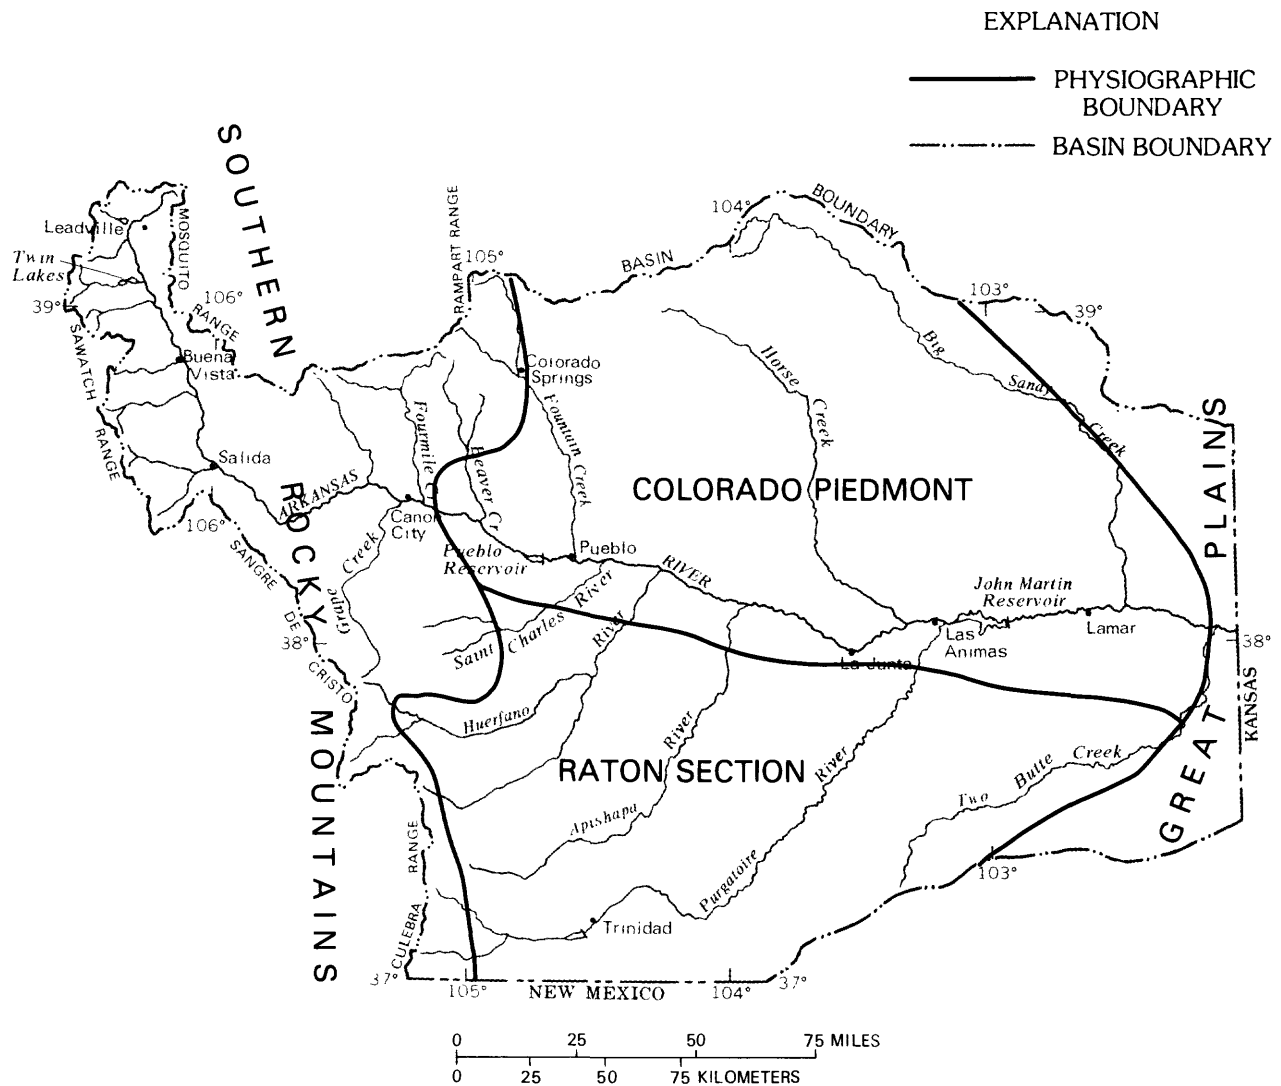 EXPLANATION
PHYSIOGRAPHIC
BOUNDARY
BASIN BOUNDARY
SOUTHERN
ROCKY
MOUNTAINS
Leadville
MOSQUITO
RANGE
Twin
Lakes
39°
106°
SAWATCH
RANGE
Buena
Vista
Salida
106°
RAMPART RANGE
105°
BASIN
104°
BOUNDARY
103°
39°
Colorado
Springs
Fountain Creek
Fourmile Cr
Beaver Cr
Horse
Creek
Big
Sandy
Creek
COLORADO PIEDMONT
GREAT
PLAINS
ARKANSAS
RIVER
Canon
City
Grape
Creek
Pueblo
Reservoir
Pueblo
SANGRE
DE
CRISTO
38°
Saint Charles River
John Martin
Reservoir
Las
Animas
Lamar
La Junta
38°
KANSAS
Huerfano
River
RATON SECTION
Apishapa
River
Purgatoire
River
Two Butte Creek
103°
CULEBRA
RANGE
Trinidad
37°
105°
NEW MEXICO
104°
37°
0 25 50 75 MILES
0 25 50 75 KILOMETERS